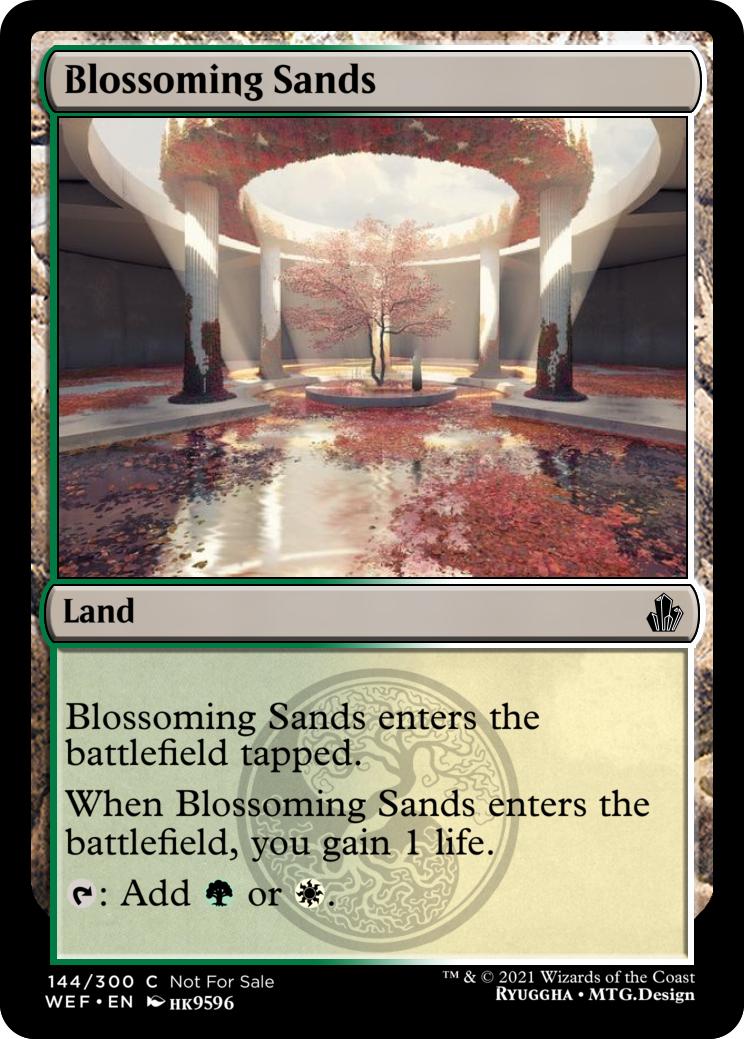 Blossoming Sands
Land
Blossoming Sands enters the
battlefield tapped.
When Blossoming Sands enters the
battlefield, you gain 1 life.
: Add or .
144/300 C Not For Sale
™ & © 2021 Wizards of the Coast
WEF • EN HK9596
Ryuggha • MTG.Design